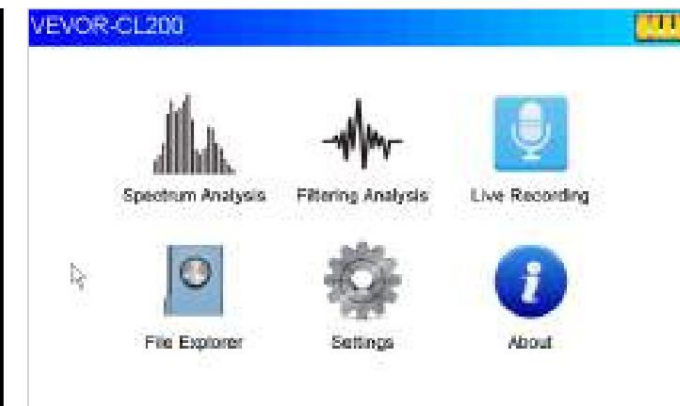 VEVOR-CL200
Spectrum Analysis Filtering Analysis Live Recording
File Explorer Settings About